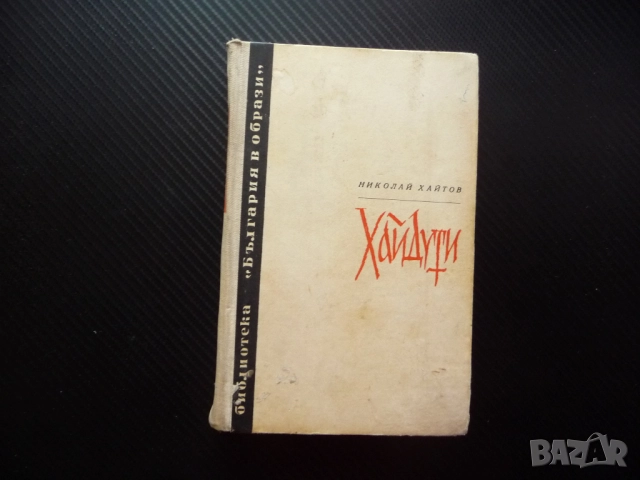 библиотека „България в образи“
НИКОЛАЙ ХАЙТОВ
ХАЙДУТИ
BAZAR